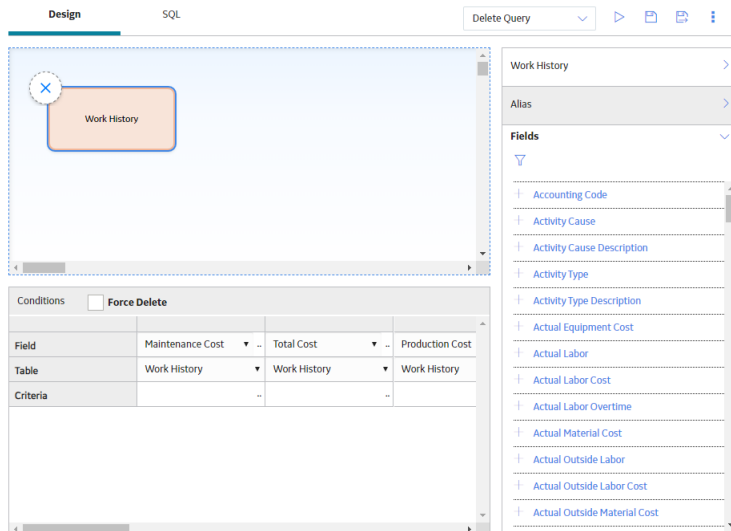 Design SQL Delete Query
Work History
Work History
Alias
Fields
Accounting Code
Activity Cause
Activity Cause Description
Activity Type
Activity Type Description
Actual Equipment Cost
Actual Labor
Actual Labor Cost
Actual Labor Overtime
Actual Material Cost
Actual Outside Labor
Actual Outside Labor Cost
Actual Outside Material Cost
Conditions Force Delete
Field Maintenance Cost .. Total Cost .. Production Cost
Table Work History Work History Work History
Criteria .. ..